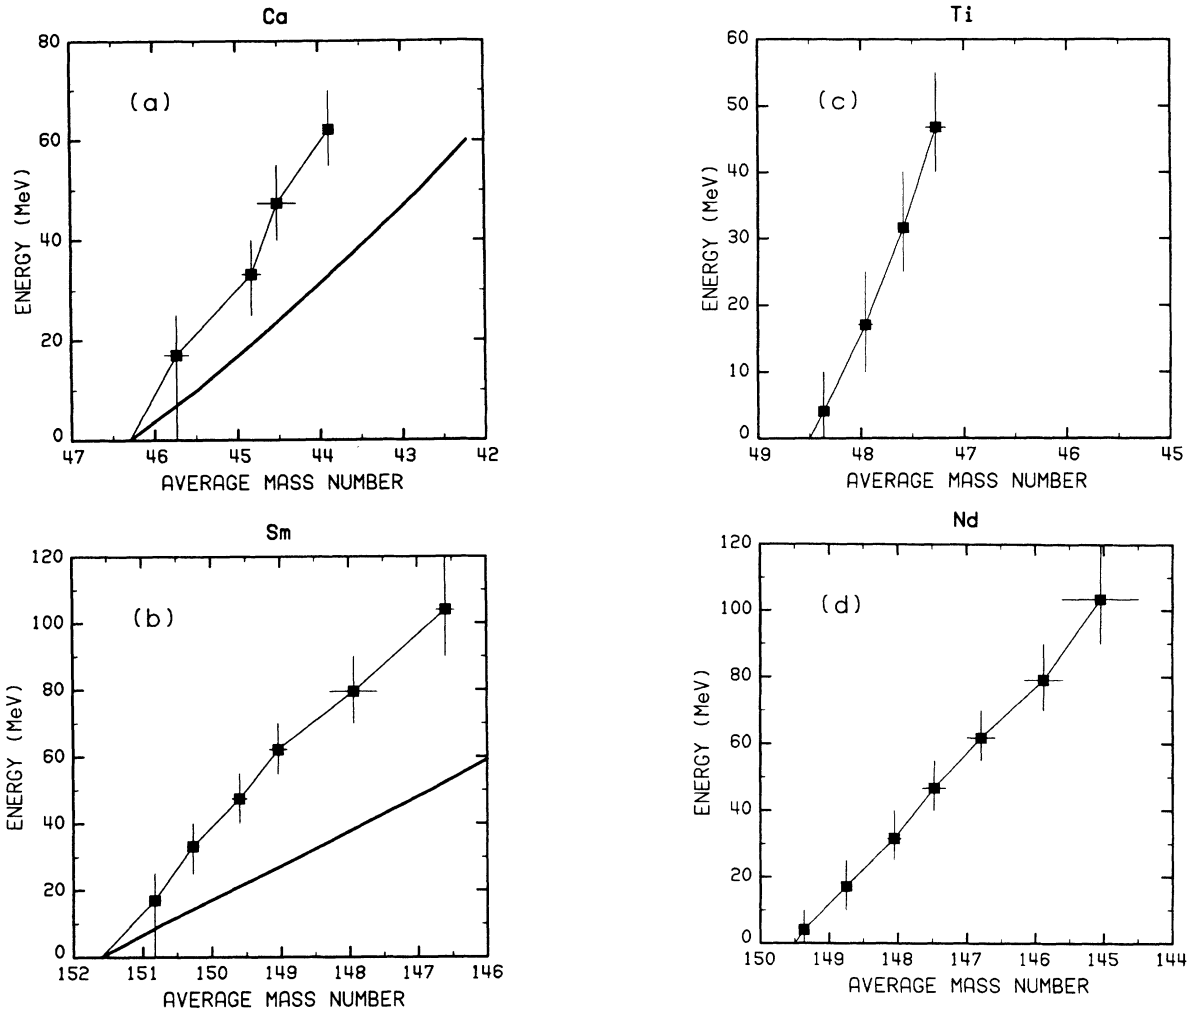 Ca
(a)
80
60
40
20
0
47 46 45 44 43 42
ENERGY (MeV)
AVERAGE MASS NUMBER
Ti
(c)
60
50
40
30
20
10
0
49 48 47 46 45
ENERGY (MeV)
AVERAGE MASS NUMBER
Sm
(b)
120
100
80
60
40
20
0
152 151 150 149 148 147 146
ENERGY (MeV)
AVERAGE MASS NUMBER
Nd
(d)
120
100
80
60
40
20
0
150 149 148 147 146 145 144
ENERGY (MeV)
AVERAGE MASS NUMBER